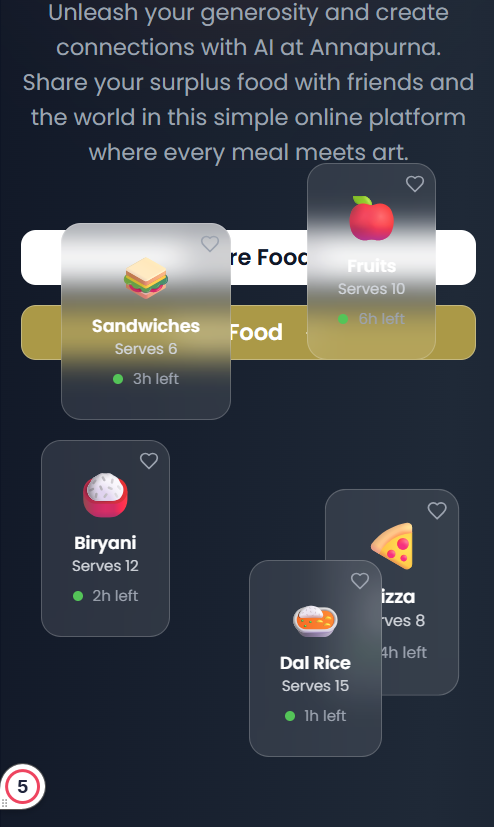 Unleash your generosity and create
connections with AI at Annapurna.
Share your surplus food with friends and
the world in this simple online platform
where every meal meets art.
re Food
Fruits
Serves 10
6h left
Sandwiches
Serves 6
3h left
Food
Biryani
Serves 12
2h left
izza
rves 8
4h left
Dal Rice
Serves 15
1h left
5